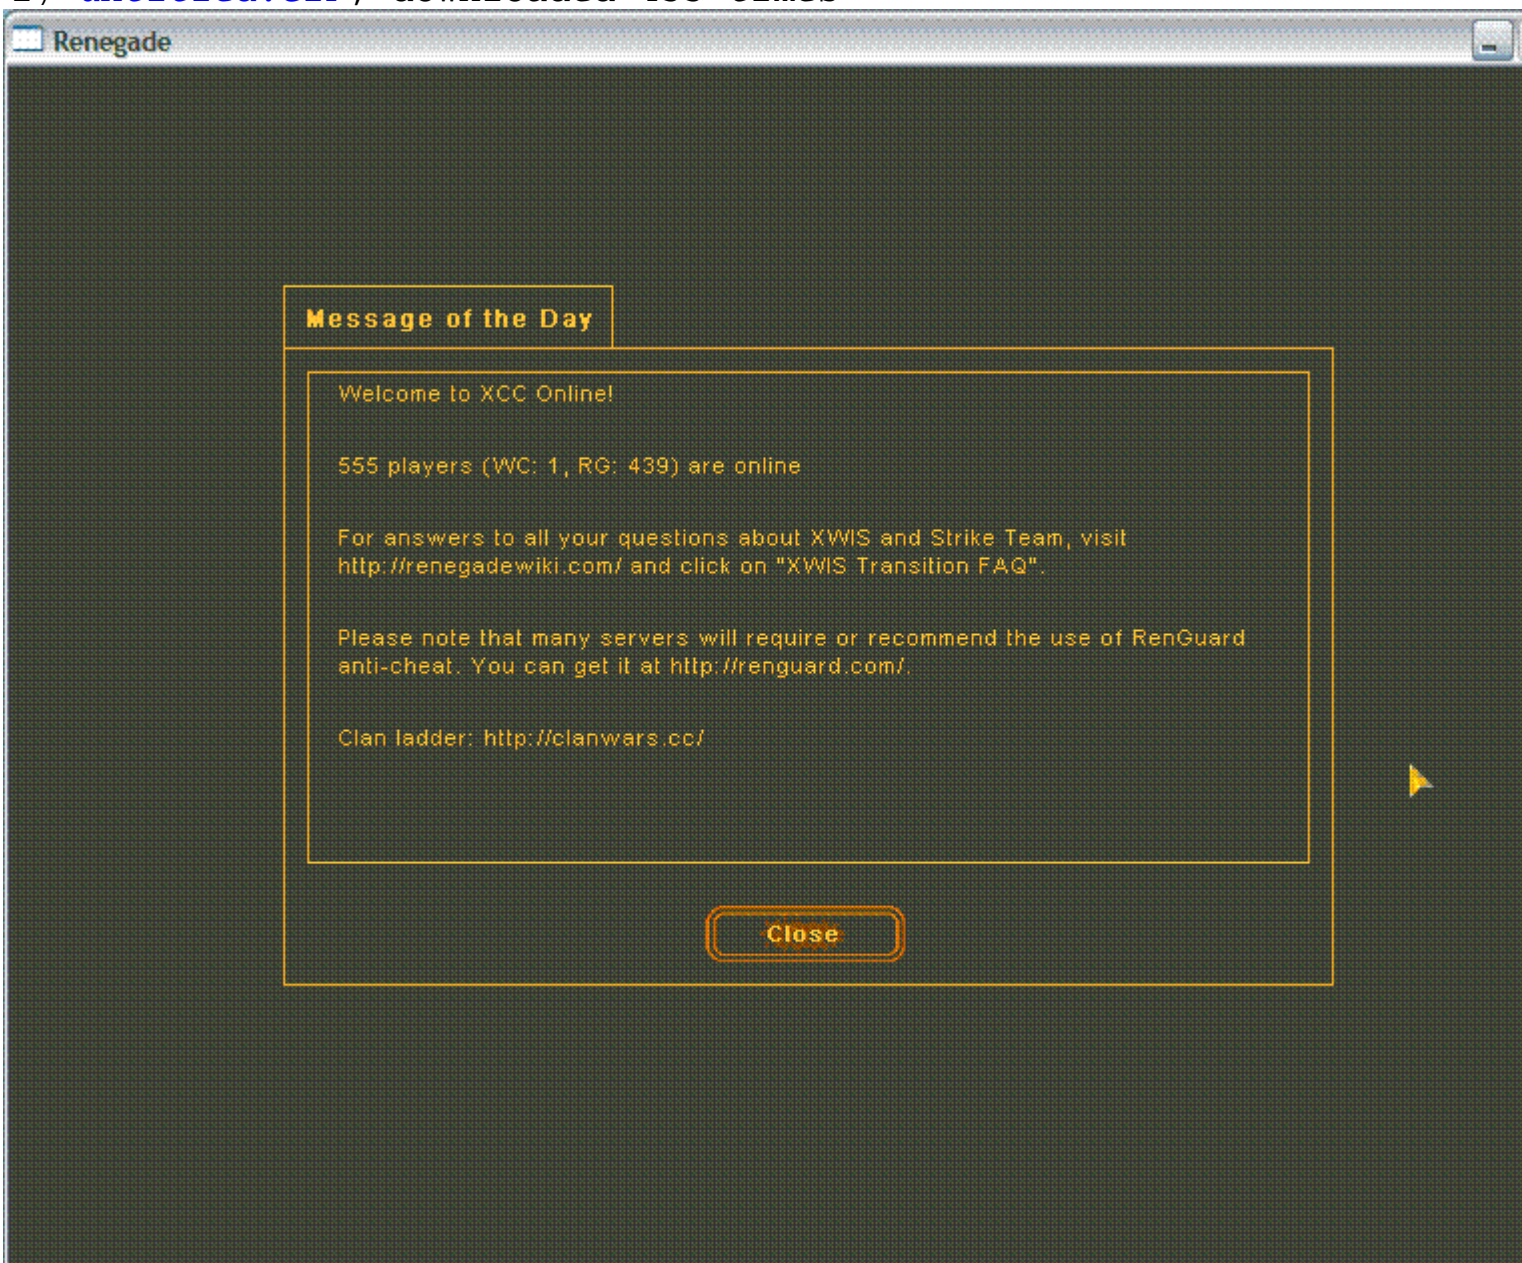 Renegade
Message of the Day
Welcome to XCC Online!
555 players (WC: 1, RG: 439) are online
For answers to all your questions about XWIS and Strike Team, visit
http://renegadewiki.com/ and click on "XWIS Transition FAQ".
Please note that many servers will require or recommend the use of RenGuard
anti-cheat. You can get it at http://renguard.com/.
Clan ladder: http://clanwars.cc/
Close